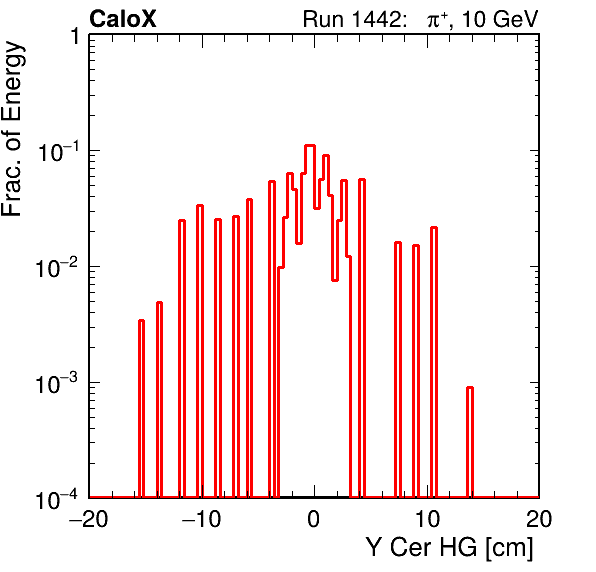 CaloX Run 1442: π⁺, 10 GeV
Frac. of Energy
1
10⁻¹
10⁻²
10⁻³
10⁻⁴
−20 −10 0 10 20
Y Cer HG [cm]